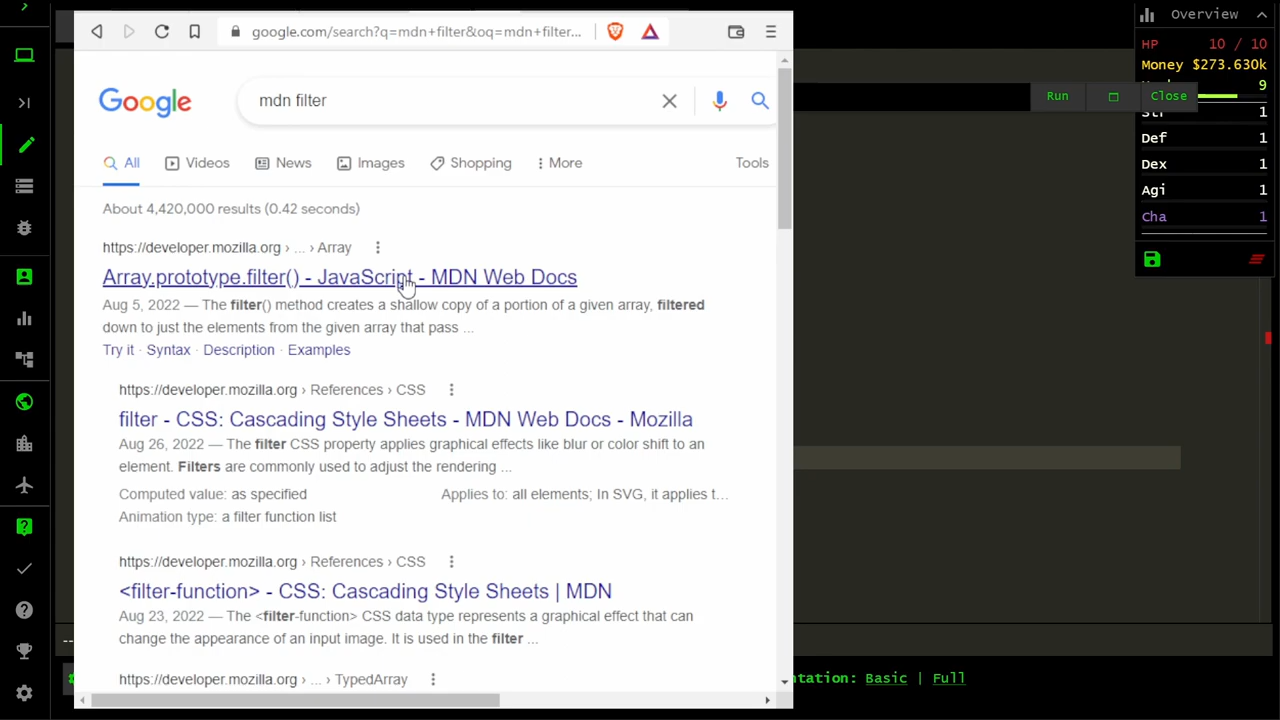 google.com/search?q=mdn+filter&oq=mdn+filter...
Google
mdn filter
All
Videos
News
Images
Shopping
More
Tools
About 4,420,000 results (0.42 seconds)
https://developer.mozilla.org › ... › Array
Array.prototype.filter() - JavaScript - MDN Web Docs
Aug 5, 2022 — The filter() method creates a shallow copy of a portion of a given array, filtered
down to just the elements from the given array that pass ...
Try it · Syntax · Description · Examples
https://developer.mozilla.org › References › CSS
filter - CSS: Cascading Style Sheets - MDN Web Docs - Mozilla
Aug 26, 2022 — The filter CSS property applies graphical effects like blur or color shift to an
element. Filters are commonly used to adjust the rendering ...
Computed value: as specified
Applies to: all elements; In SVG, it applies t...
Animation type: a filter function list
https://developer.mozilla.org › References › CSS
<filter-function> - CSS: Cascading Style Sheets | MDN
Aug 23, 2022 — The <filter-function> CSS data type represents a graphical effect that can
change the appearance of an input image. It is used in the filter ...
https://developer.mozilla.org › ... › TypedArray
Overview
HP 10 / 10
Money $273.630k
9
Run
Close
Str 1
Def 1
Dex 1
Agi 1
Cha 1
--
ntation: Basic | Full